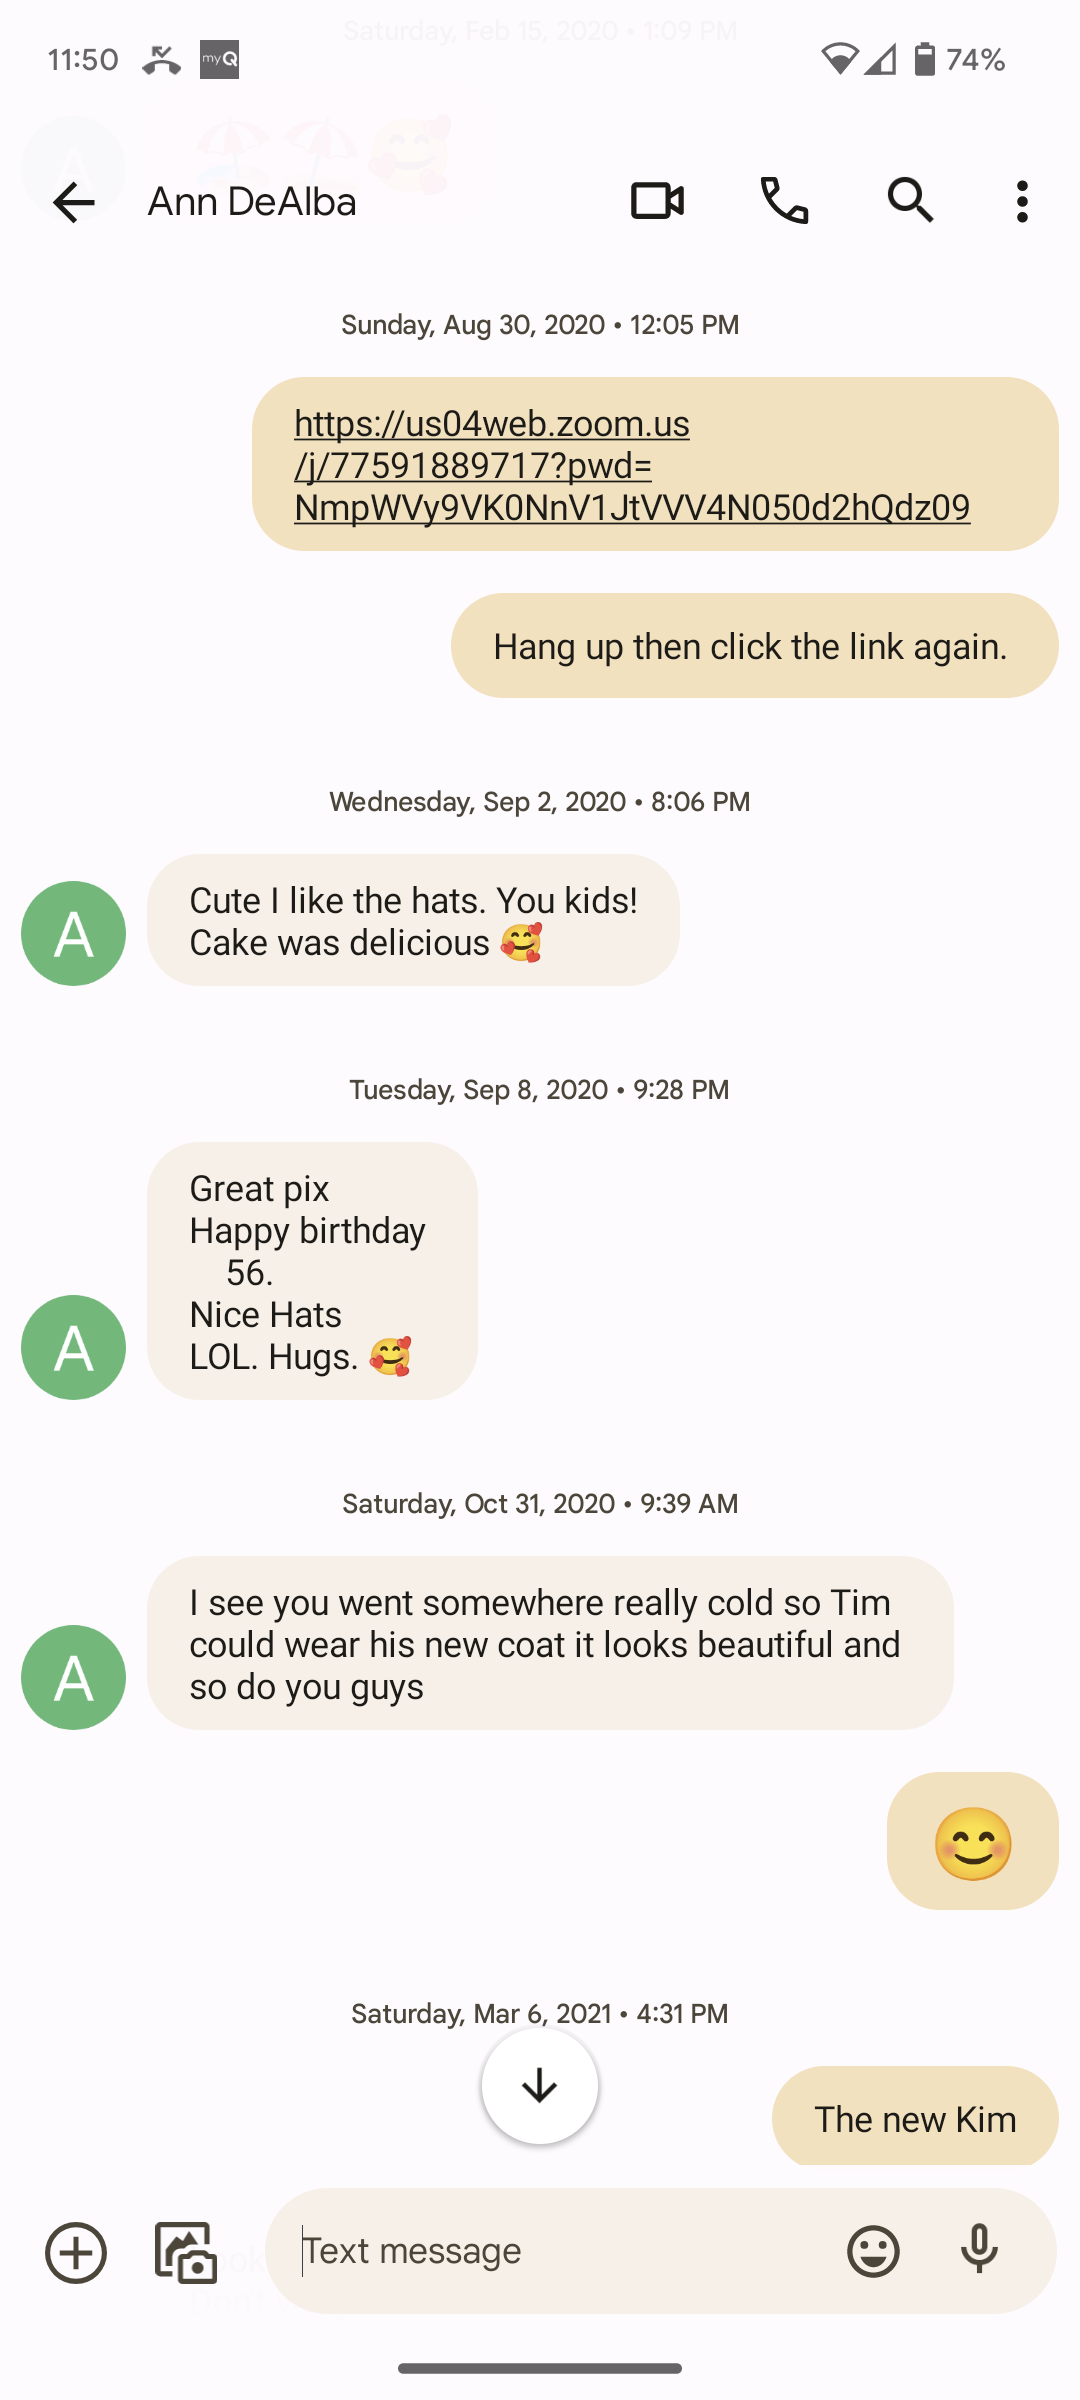 Saturday, Feb 15, 2020 • 1:09 PM
11:50 myQ 74%
A
Ann DeAlba
Sunday, Aug 30, 2020 • 12:05 PM
https://us04web.zoom.us
/j/77591889717?pwd=
NmpWVy9VK0NnV1JtVVV4N050d2hQdz09
Hang up then click the link again.
Wednesday, Sep 2, 2020 • 8:06 PM
Cute I like the hats. You kids!
Cake was delicious 🥰
A
Tuesday, Sep 8, 2020 • 9:28 PM
Great pix
Happy birthday
56.
Nice Hats
LOL. Hugs. 🥰
A
Saturday, Oct 31, 2020 • 9:39 AM
I see you went somewhere really cold so Tim
could wear his new coat it looks beautiful and
so do you guys
A
😊
Saturday, Mar 6, 2021 • 4:31 PM
The new Kim
Text message